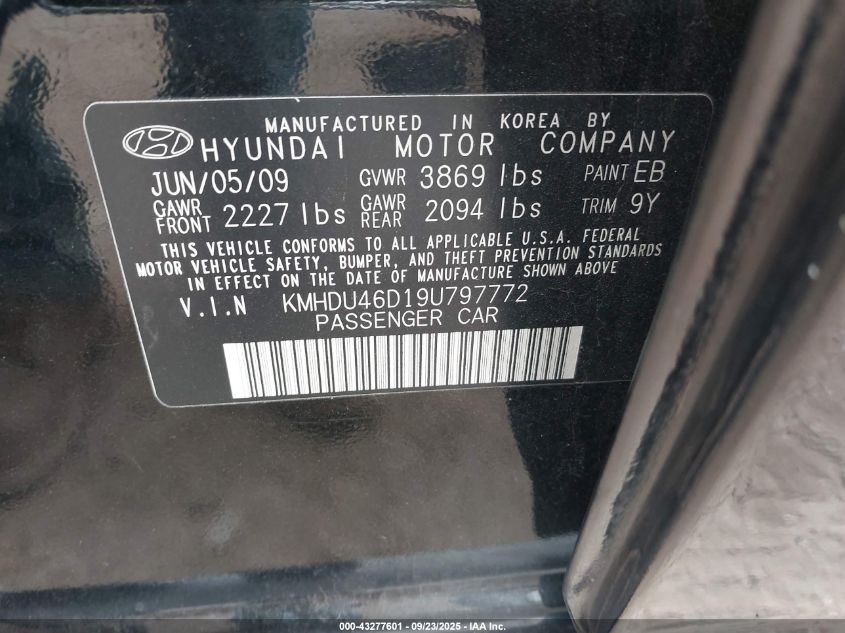 MANUFACTURED IN KOREA BY
HYUNDAI MOTOR COMPANY
JUN/05/09 GVWR 3869 lbs PAINT EB
GAWR FRONT 2227 lbs GAWR REAR 2094 lbs TRIM 9Y
THIS VEHICLE CONFORMS TO ALL APPLICABLE U.S.A. FEDERAL
MOTOR VEHICLE SAFETY, BUMPER, AND THEFT PREVENTION STANDARDS
IN EFFECT ON THE DATE OF MANUFACTURE SHOWN ABOVE
V.I.N KMHDU46D19U797772
PASSENGER CAR
000-43277601 - 09/23/2025 - IAA Inc.